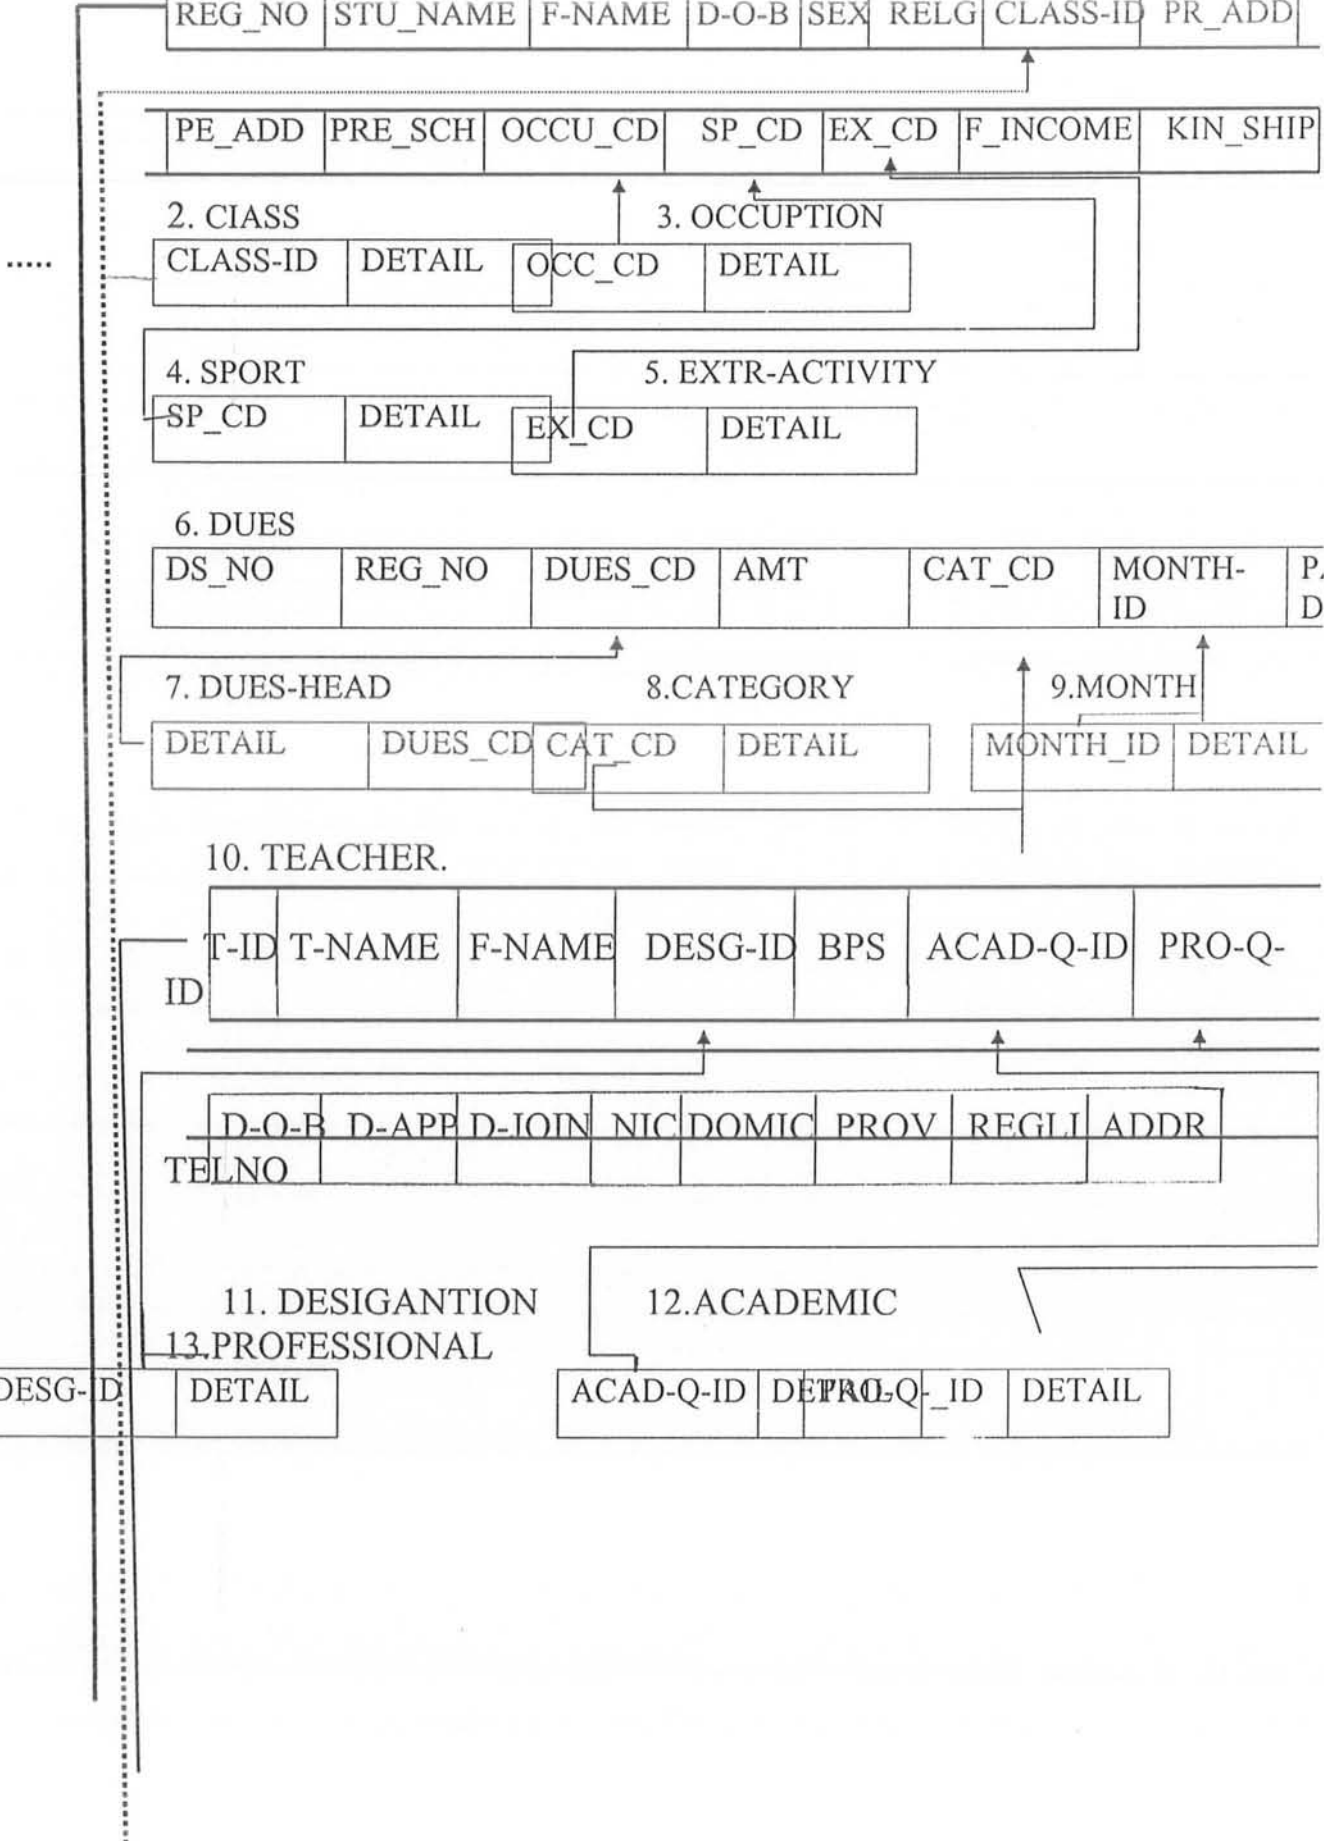 REG_NO STU_NAME F-NAME D-O-B SEX RELG CLASS-ID PR_ADD
PE_ADD PRE_SCH OCCU_CD SP_CD EX_CD F_INCOME KIN_SHIP
2. CIASS 3. OCCUPTION
.....
CLASS-ID DETAIL OCC_CD DETAIL
4. SPORT 5. EXTR-ACTIVITY
SP_CD DETAIL EX_CD DETAIL
6. DUES
DS_NO REG_NO DUES_CD AMT CAT_CD MONTH-
ID
7. DUES-HEAD 8.CATEGORY 9.MONTH
DETAIL DUES_CD CAT_CD DETAIL MONTH_ID DETAIL
10. TEACHER.
T-ID T-NAME F-NAME DESG-ID BPS ACAD-Q-ID PRO-Q-
ID
D-O-B D-APP D-JOIN NIC DOMIC PROV REGLI ADDR
TELNO
11. DESIGANTION 12.ACADEMIC
13.PROFESSIONAL
DESG-ID DETAIL ACAD-Q-ID PRO-Q-_ID DETAIL